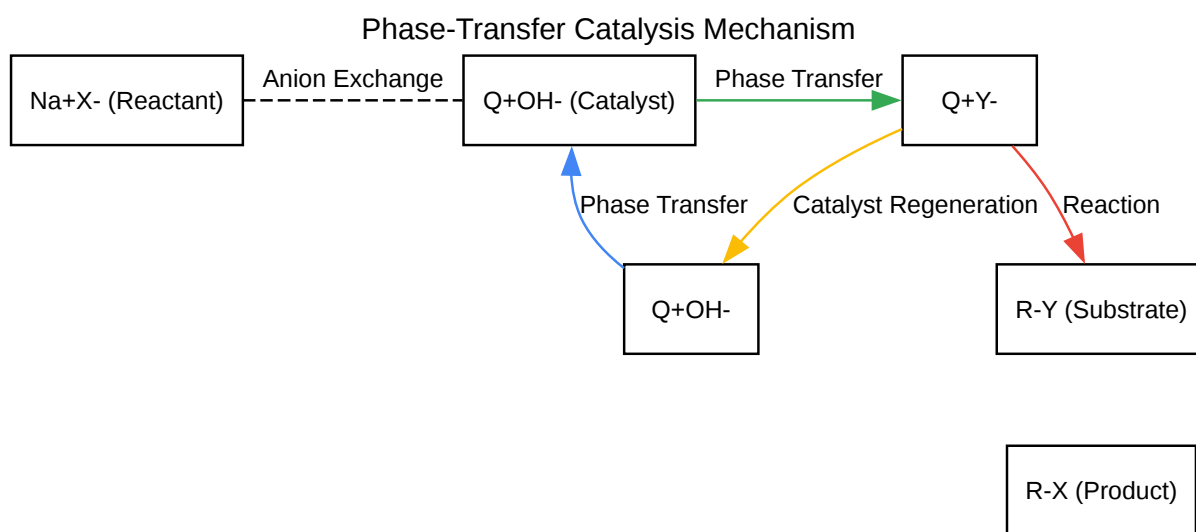 Phase-Transfer Catalysis Mechanism
Na+X- (Reactant)
Anion Exchange
Q+OH- (Catalyst)
Phase Transfer
Q+Y-
Phase Transfer
Catalyst Regeneration
Reaction
Q+OH-
R-Y (Substrate)
R-X (Product)